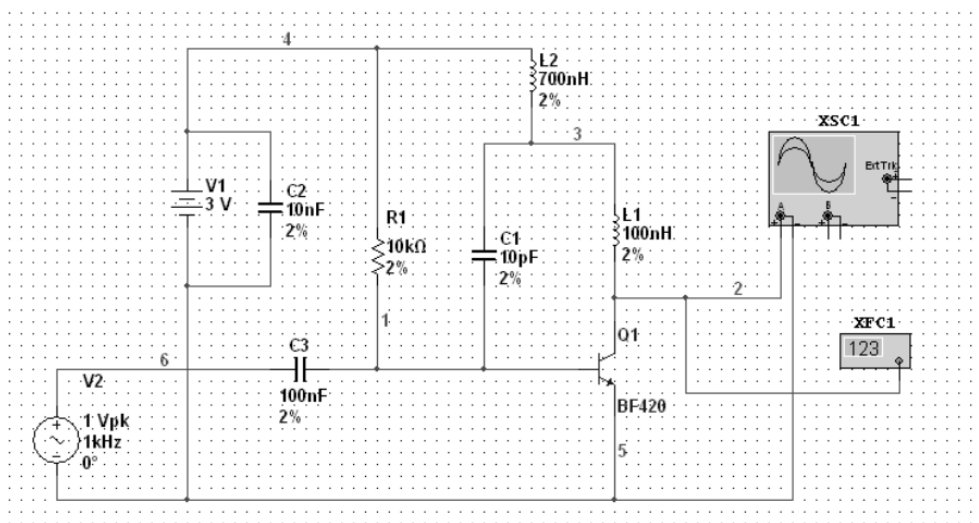 4
L2
700nH
2%
3
XSC1
Ext Trig
+
-
A
B
+ - + -
V1
3 V
C2
10nF
2%
R1
10kΩ
2%
C1
10pF
2%
L1
100nH
2%
2
1
Q1
BF420
XFC1
123
6
C3
100nF
2%
V2
1 Vpk
1kHz
0°
5